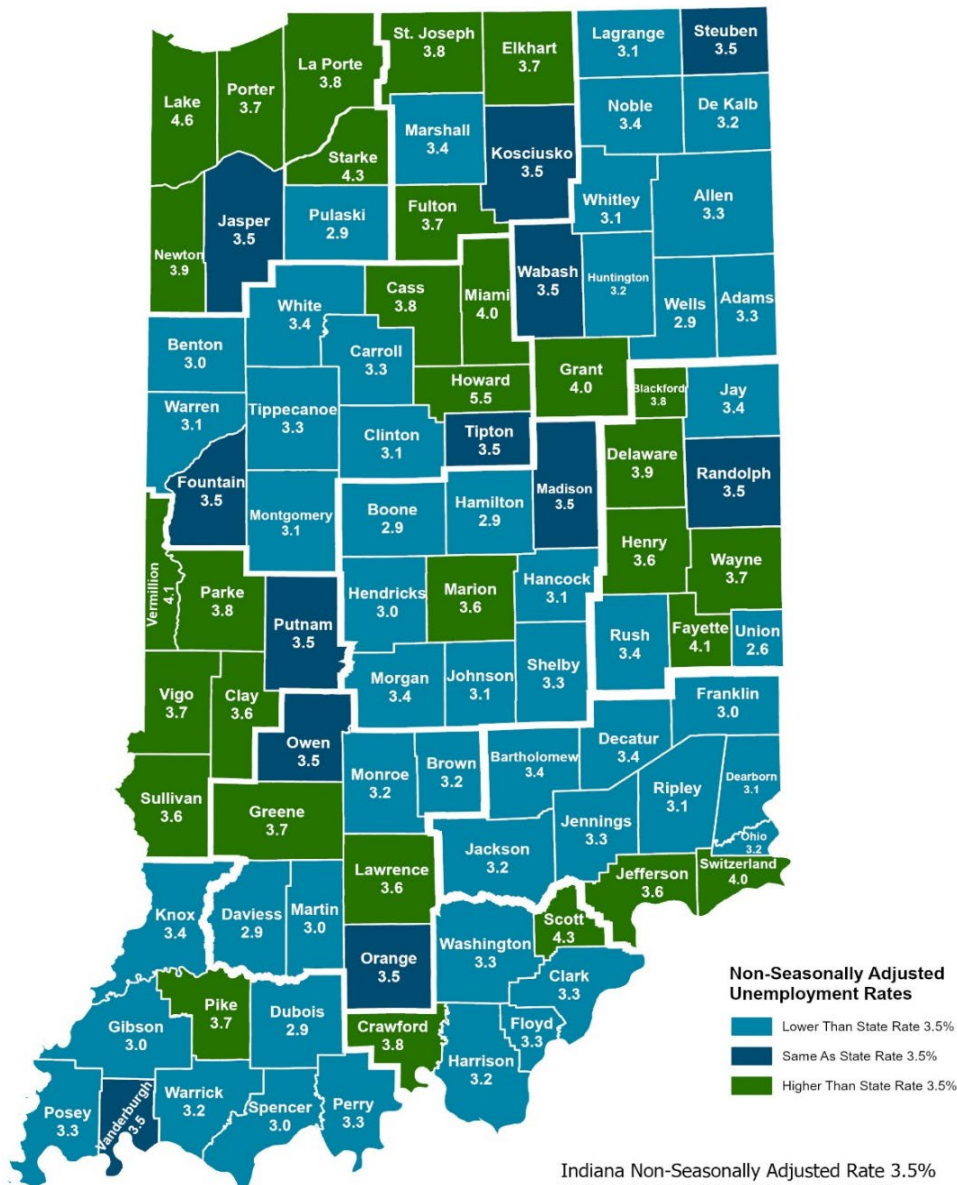 St. Joseph
3.8
Elkhart
3.7
Lagrange
3.1
Steuben
3.5
La Porte
3.8
Porter
3.7
Lake
4.6
Noble
3.4
De Kalb
3.2
Marshall
3.4
Kosciusko
3.5
Starke
4.3
Whitley
3.1
Allen
3.3
Jasper
3.5
Pulaski
2.9
Fulton
3.7
Newton
3.9
Wabash
3.5
Huntington
3.2
Cass
3.8
Miami
4.0
White
3.4
Wells
2.9
Adams
3.3
Benton
3.0
Carroll
3.3
Grant
4.0
Howard
5.5
Blackford
3.8
Jay
3.4
Warren
3.1
Tippecanoe
3.3
Clinton
3.1
Tipton
3.5
Delaware
3.9
Randolph
3.5
Fountain
3.5
Madison
3.5
Montgomery
3.1
Boone
2.9
Hamilton
2.9
Henry
3.6
Wayne
3.7
Vermillion
4.1
Parke
3.8
Hendricks
3.0
Marion
3.6
Hancock
3.1
Putnam
3.5
Rush
3.4
Fayette
4.1
Union
2.6
Vigo
3.7
Clay
3.6
Morgan
3.4
Johnson
3.1
Shelby
3.3
Franklin
3.0
Owen
3.5
Decatur
3.4
Monroe
3.2
Brown
3.2
Bartholomew
3.4
Ripley
3.1
Dearborn
3.1
Sullivan
3.6
Greene
3.7
Jennings
3.3
Ohio
3.2
Jackson
3.2
Lawrence
3.6
Jefferson
3.6
Switzerland
4.0
Knox
3.4
Daviess
2.9
Martin
3.0
Scott
4.3
Washington
3.3
Orange
3.5
Clark
3.3
Pike
3.7
Dubois
2.9
Gibson
3.0
Crawford
3.8
Floyd
3.3
Harrison
3.2
Posey
3.3
Vanderburgh
3.5
Warrick
3.2
Spencer
3.0
Perry
3.3
Non-Seasonally Adjusted
Unemployment Rates
Lower Than State Rate 3.5%
Same As State Rate 3.5%
Higher Than State Rate 3.5%
Indiana Non-Seasonally Adjusted Rate 3.5%